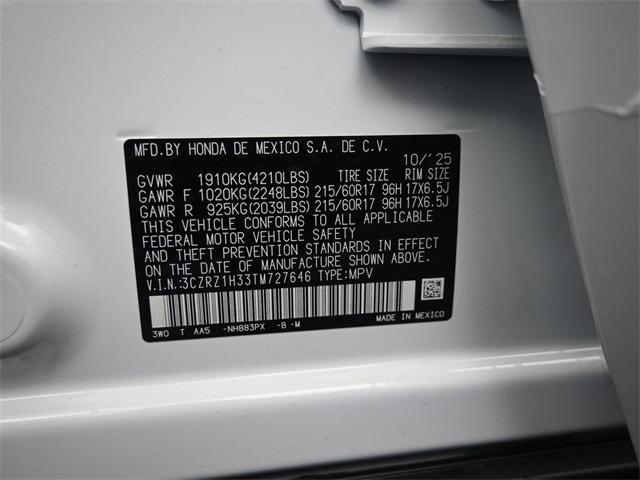 MFD.BY HONDA DE MEXICO S.A. DE C.V.
10/'25
GVWR 1910KG(4210LBS) TIRE SIZE RIM SIZE
GAWR F 1020KG(2248LBS) 215/60R17 96H 17X6.5J
GAWR R 925KG(2039LBS) 215/60R17 96H 17X6.5J
THIS VEHICLE CONFORMS TO ALL APPLICABLE
FEDERAL MOTOR VEHICLE SAFETY
AND THEFT PREVENTION STANDARDS IN EFFECT
ON THE DATE OF MANUFACTURE SHOWN ABOVE.
V.I.N.:3CZRZ1H33TM727646 TYPE:MPV
3W0 T AA5 -NH883PX -B -M MADE IN MEXICO